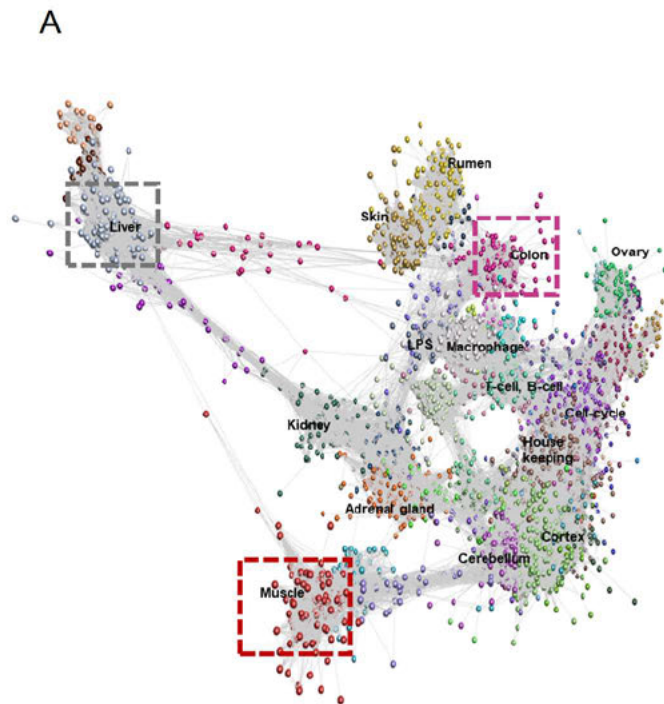 A
Rumen
Skin
Liver
Colon
Ovary
LPS
Macrophage
T-cell, B-cell
Cell-cycle
Kidney
House
keeping
Adrenal gland
Cortex
Cerebellum
Muscle